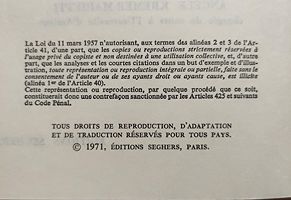 La Loi du 11 mars 1957 n'autorisant, aux termes des alinéas 2 et 3 de l'Ar-
ticle 41, d'une part, que les copies ou reproductions strictement réservées à
l'usage privé du copiste et non destinées à une utilisation collective, et, d'autre
part, que les analyses et les courtes citations dans un but d'exemple et d'illus-
tration, toute représentation ou reproduction intégrale ou partielle, faite sans le
consentement de l'auteur ou de ses ayants droit ou ayants cause, est illicite
(alinéa 1er de l'Article 40).
Cette représentation ou reproduction, par quelque procédé que ce soit,
constituerait donc une contrefaçon sanctionnée par les Articles 425 et suivants
du Code Pénal.
TOUS DROITS DE REPRODUCTION, D'ADAPTATION
ET DE TRADUCTION RÉSERVÉS POUR TOUS PAYS.
© 1971, ÉDITIONS SEGHERS, PARIS.